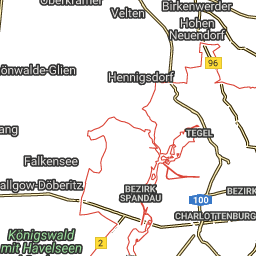 Oberkrämer
Birkenwerder
Velten
Hohen
Neuendorf
96
önwalde-Glien
Hennigsdorf
TEGEL
ang
Falkensee
allgow-Döberitz
BEZIRK
SPANDAU
100
BEZIRK
CHARLOTTENBURG
Königswald
mit Havelseen
2